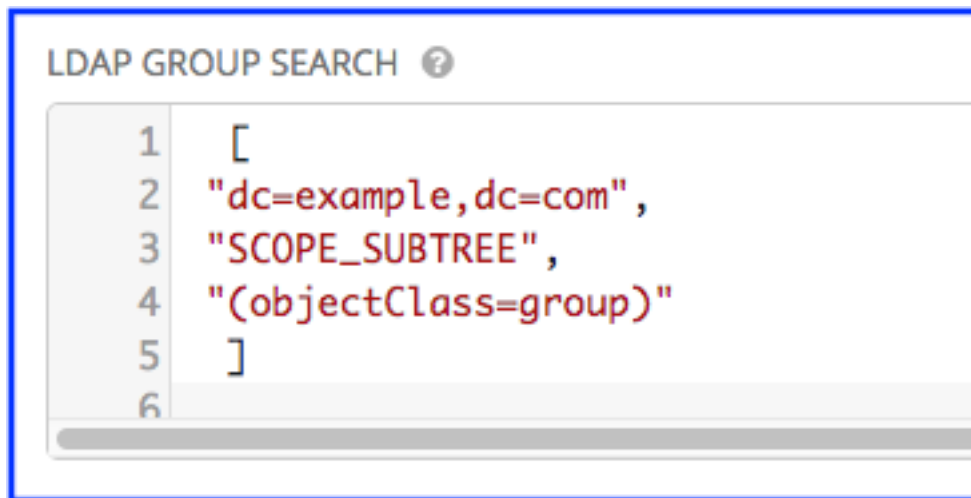 LDAP GROUP SEARCH ?
1 [
2 "dc=example,dc=com",
3 "SCOPE_SUBTREE",
4 "(objectClass=group)"
5 ]
6